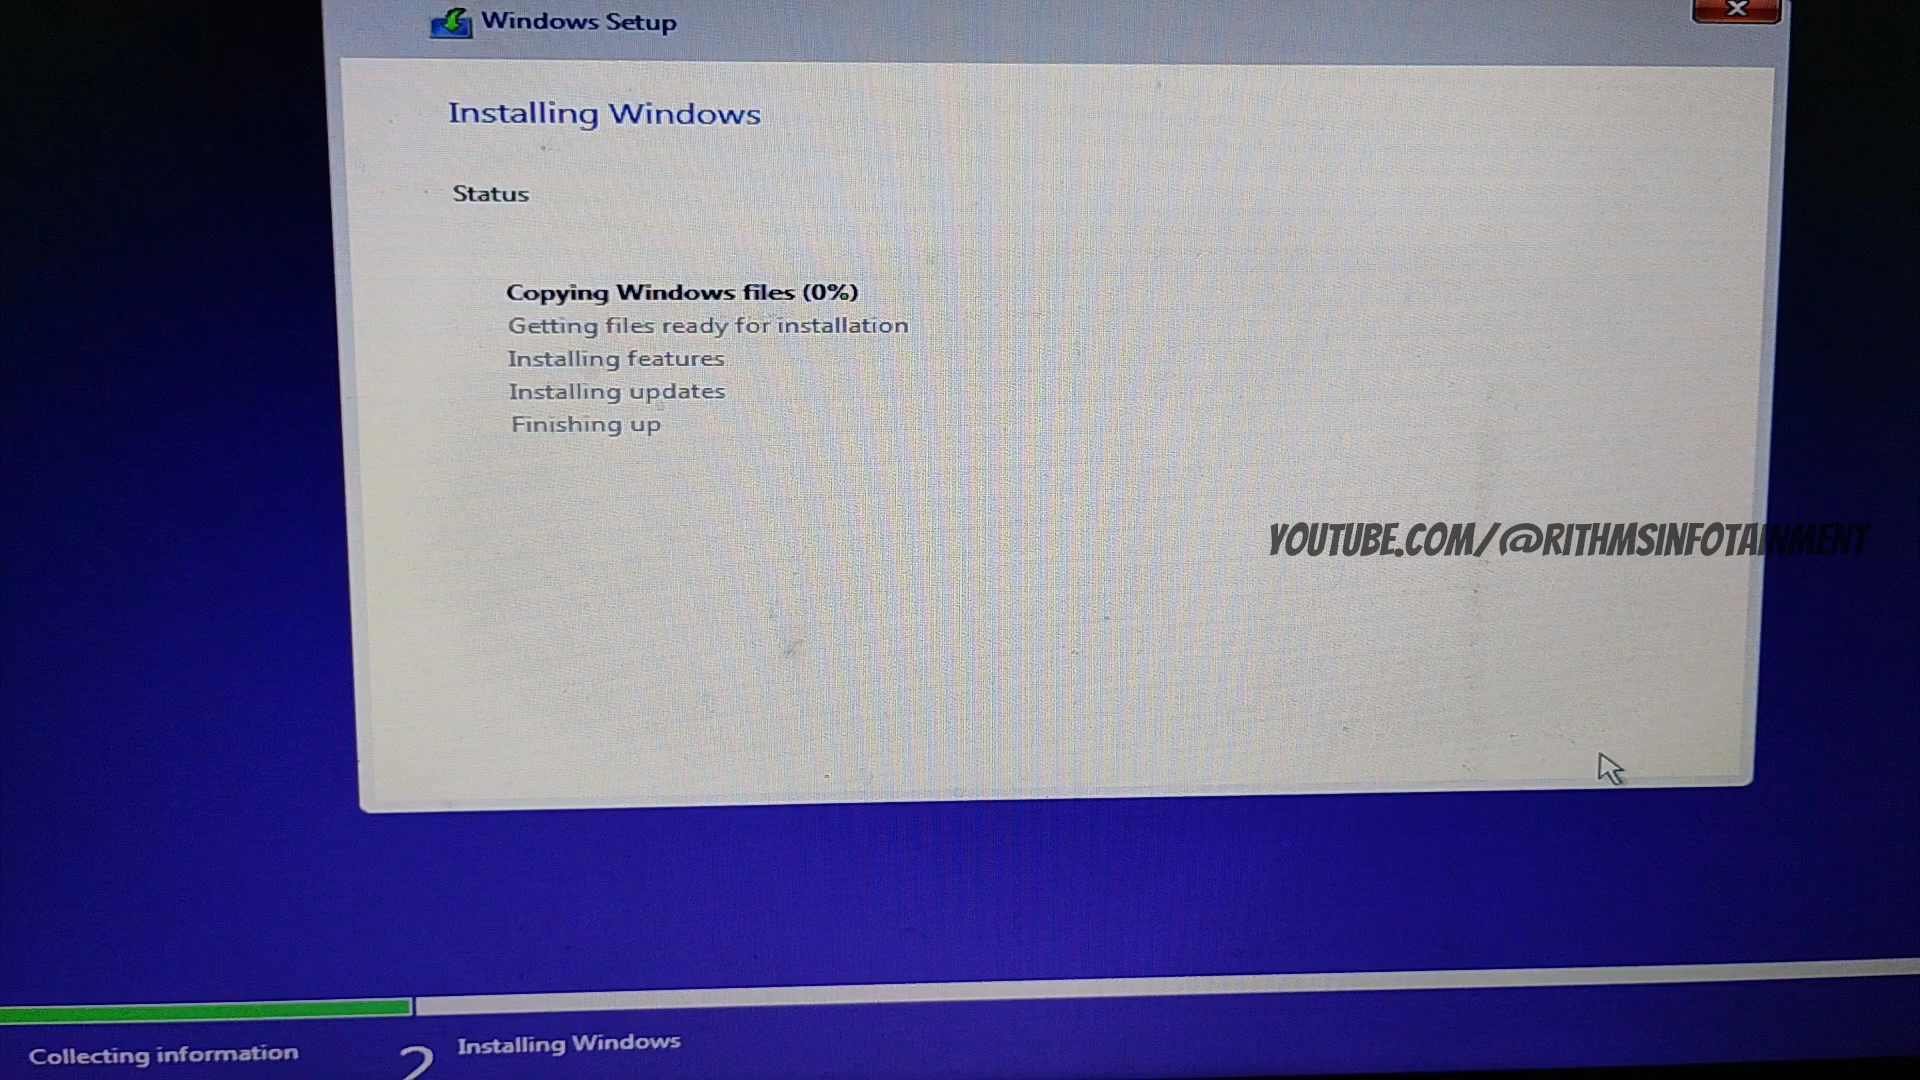 Windows Setup
x
Installing Windows
Status
Copying Windows files (0%)
Getting files ready for installation
Installing features
Installing updates
Finishing up
YOUTUBE.COM/@RITHMSINFOTAINMENT
Collecting information
2
Installing Windows